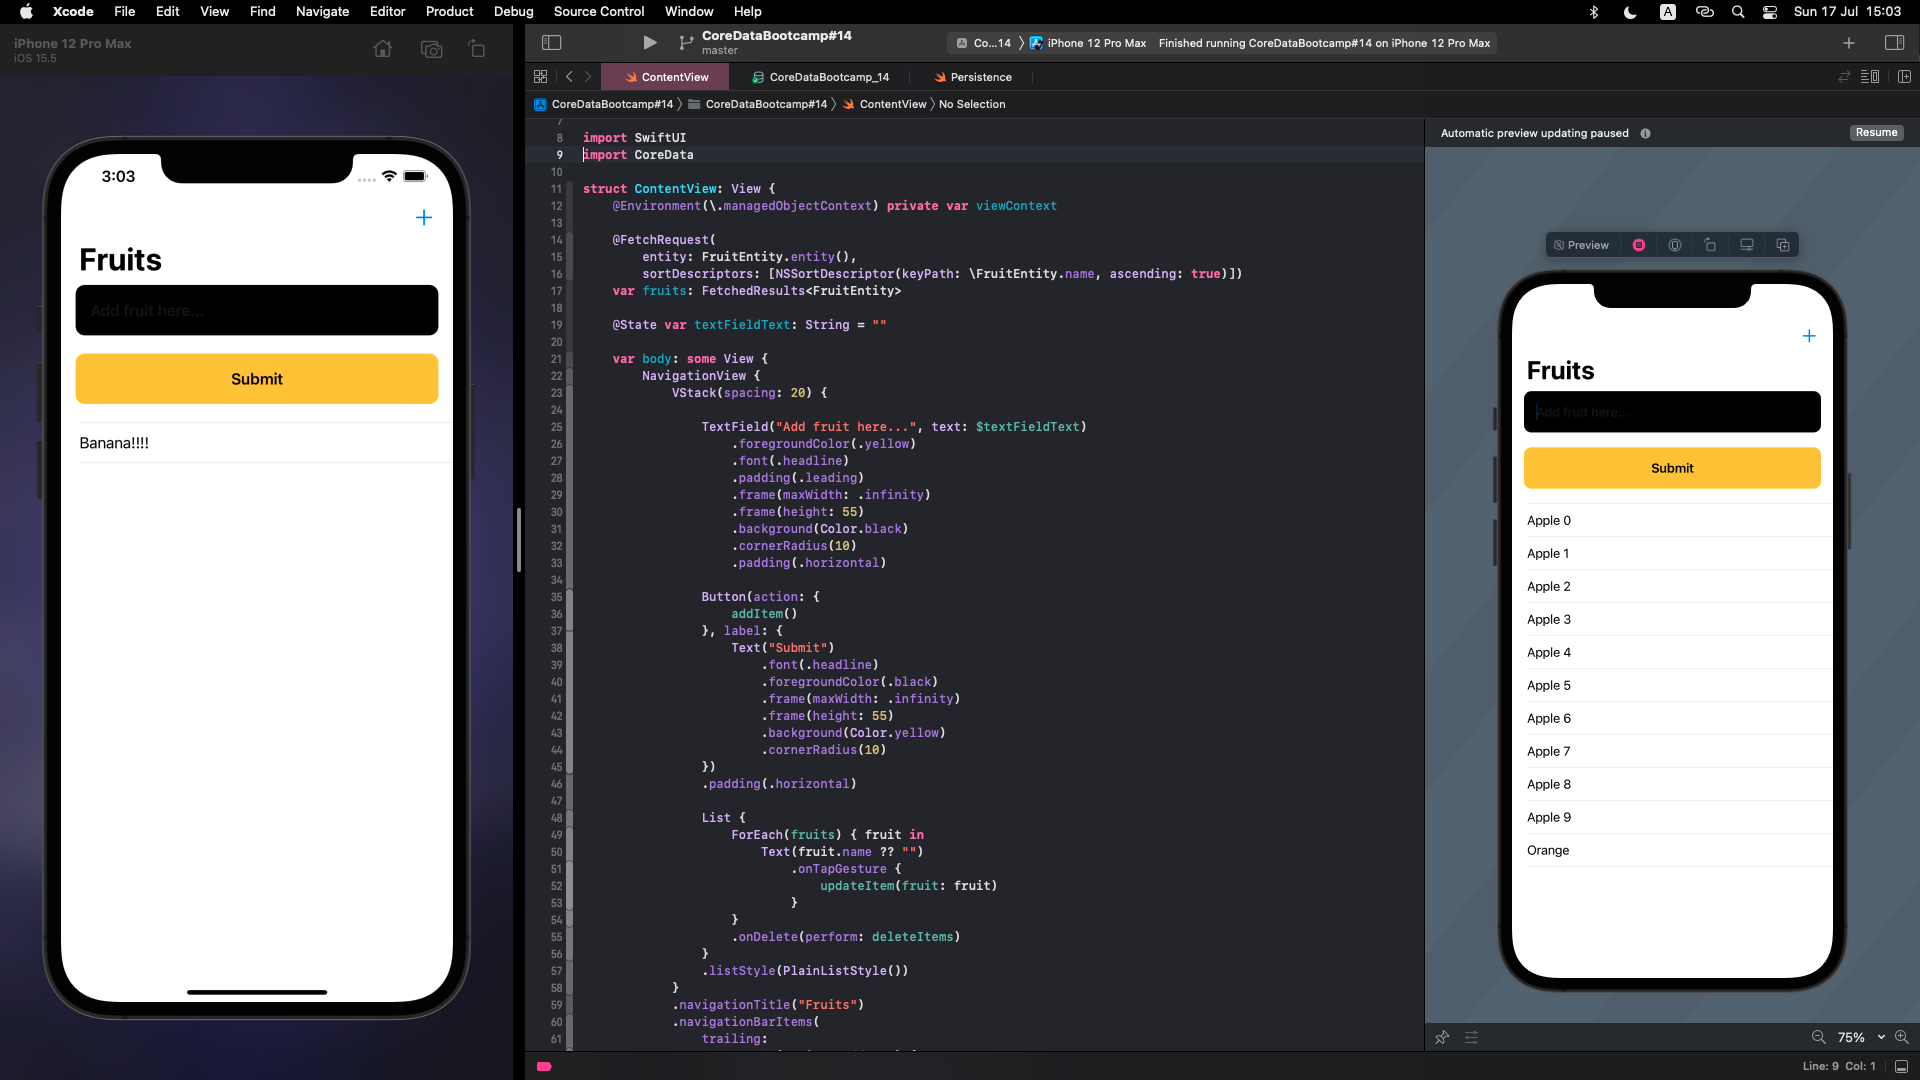 Xcode File Edit View Find Navigate Editor Product Debug Source Control Window Help
A Sun 17 Jul 15:03
iPhone 12 Pro Max
iOS 15.5
3:03
Fruits
Add fruit here...
Submit
Banana!!!!
CoreDataBootcamp#14
master
Co...14 〉 iPhone 12 Pro Max Finished running CoreDataBootcamp#14 on iPhone 12 Pro Max
ContentView CoreDataBootcamp_14 Persistence
CoreDataBootcamp#14 〉 CoreDataBootcamp#14 〉 ContentView 〉 No Selection
7
8 import SwiftUI
9 import CoreData
10
11 struct ContentView: View {
12 @Environment(\.managedObjectContext) private var viewContext
13
14 @FetchRequest(
15 entity: FruitEntity.entity(),
16 sortDescriptors: [NSSortDescriptor(keyPath: \FruitEntity.name, ascending: true)])
17 var fruits: FetchedResults<FruitEntity>
18
19 @State var textFieldText: String = ""
20
21 var body: some View {
22 NavigationView {
23 VStack(spacing: 20) {
24
25 TextField("Add fruit here...", text: $textFieldText)
26 .foregroundColor(.yellow)
27 .font(.headline)
28 .padding(.leading)
29 .frame(maxWidth: .infinity)
30 .frame(height: 55)
31 .background(Color.black)
32 .cornerRadius(10)
33 .padding(.horizontal)
34
35 Button(action: {
36 addItem()
37 }, label: {
38 Text("Submit")
39 .font(.headline)
40 .foregroundColor(.black)
41 .frame(maxWidth: .infinity)
42 .frame(height: 55)
43 .background(Color.yellow)
44 .cornerRadius(10)
45 })
46 .padding(.horizontal)
47
48 List {
49 ForEach(fruits) { fruit in
50 Text(fruit.name ?? "")
51 .onTapGesture {
52 updateItem(fruit: fruit)
53 }
54 }
55 .onDelete(perform: deleteItems)
56 }
57 .listStyle(PlainListStyle())
58 }
59 .navigationTitle("Fruits")
60 .navigationBarItems(
61 trailing:
Automatic preview updating paused Resume
Preview
Fruits
Add fruit here...
Submit
Apple 0
Apple 1
Apple 2
Apple 3
Apple 4
Apple 5
Apple 6
Apple 7
Apple 8
Apple 9
Orange
75%
Line: 9 Col: 1